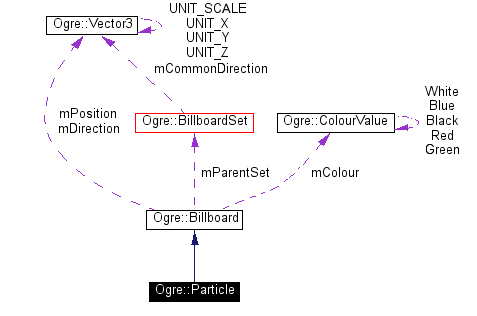 UNIT_SCALE
Ogre::Vector3
UNIT_X
UNIT_Y
UNIT_Z
mCommonDirection
White
Blue
Black
Red
Green
mPosition
mDirection
Ogre::BillboardSet
Ogre::ColourValue
mParentSet
mColour
Ogre::Billboard
Ogre::Particle